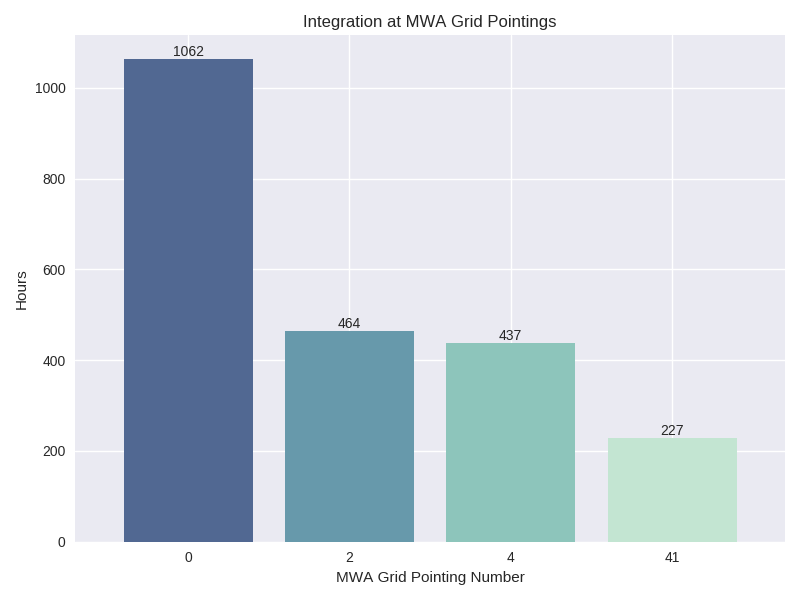 Integration at MWA Grid Pointings
1062
1000
800
600
464
437
400
227
200
0
Hours
0 2 4 41
MWA Grid Pointing Number